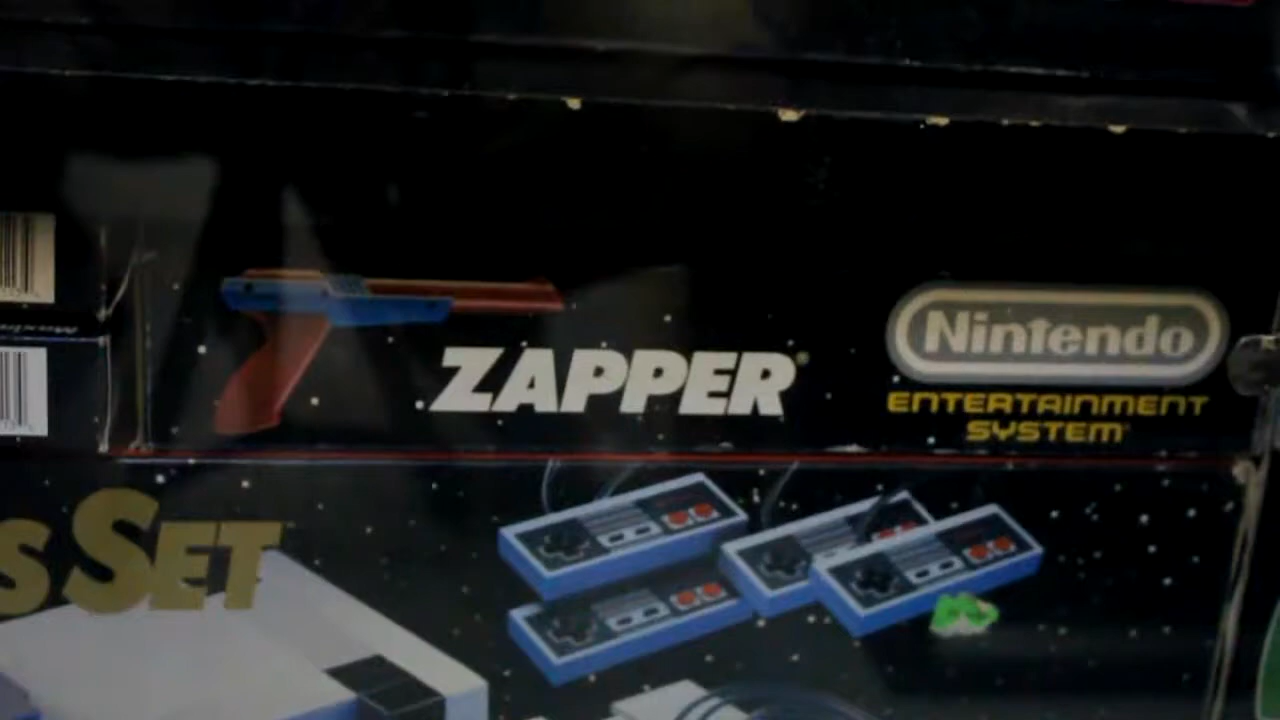 ZAPPER®
Nintendo
ENTERTAINMENT
SYSTEM
S SET